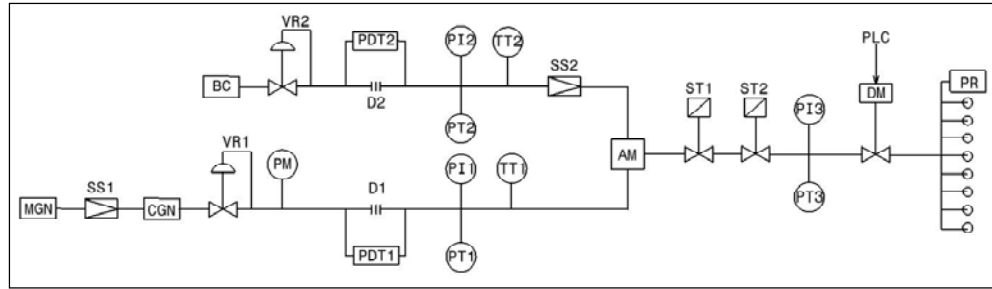 VR2
PDT2
PI2
TT2
SS2
PLC
BC
D2
PT2
ST1
ST2
PI3
DM
PR
VR1
PM
D1
PI1
TT1
AM
SS1
MGN
CGN
PDT1
PT1
PT3